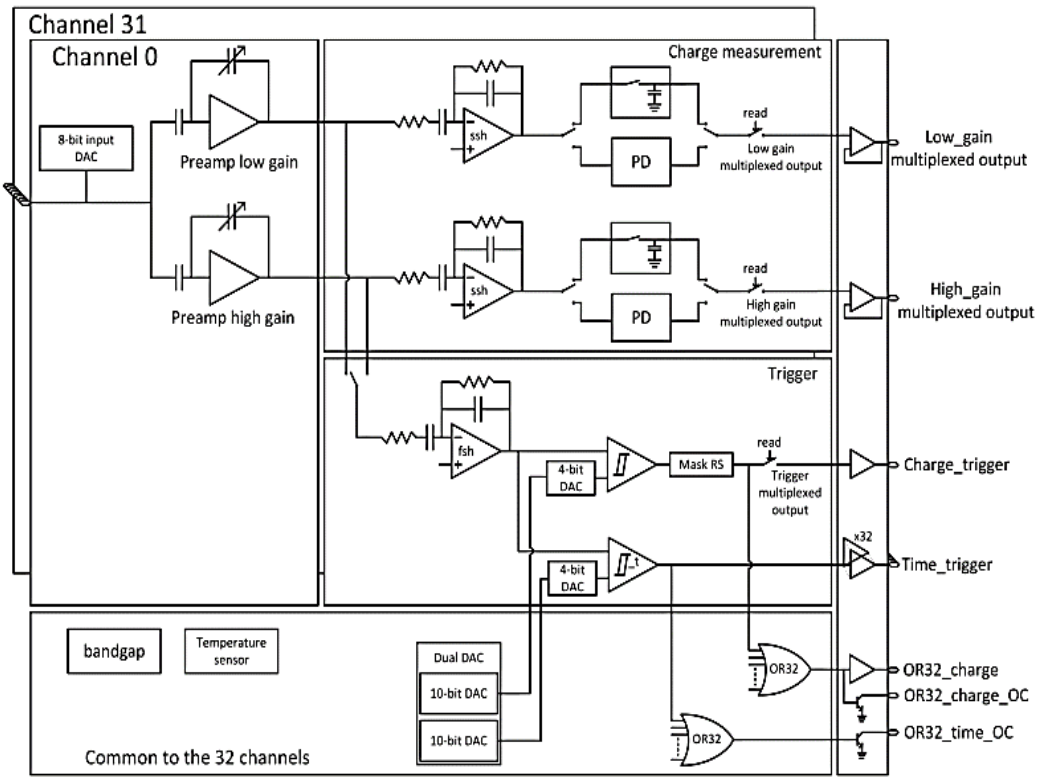 Channel 31
Channel 0
8-bit input
DAC
Preamp low gain
Preamp high gain
Charge measurement
ssh
PD
read
Low gain
multiplexed output
ssh
PD
read
High gain
multiplexed output
Low_gain
multiplexed output
High_gain
multiplexed output
Trigger
fsh
4-bit
DAC
Mask RS
read
Trigger
multiplexed
output
4-bit
DAC
_t
x32
Charge_trigger
Time_trigger
bandgap
Temperature
sensor
Dual DAC
10-bit DAC
10-bit DAC
OR32
OR32
OR32_charge
OR32_charge_OC
OR32_time_OC
Common to the 32 channels